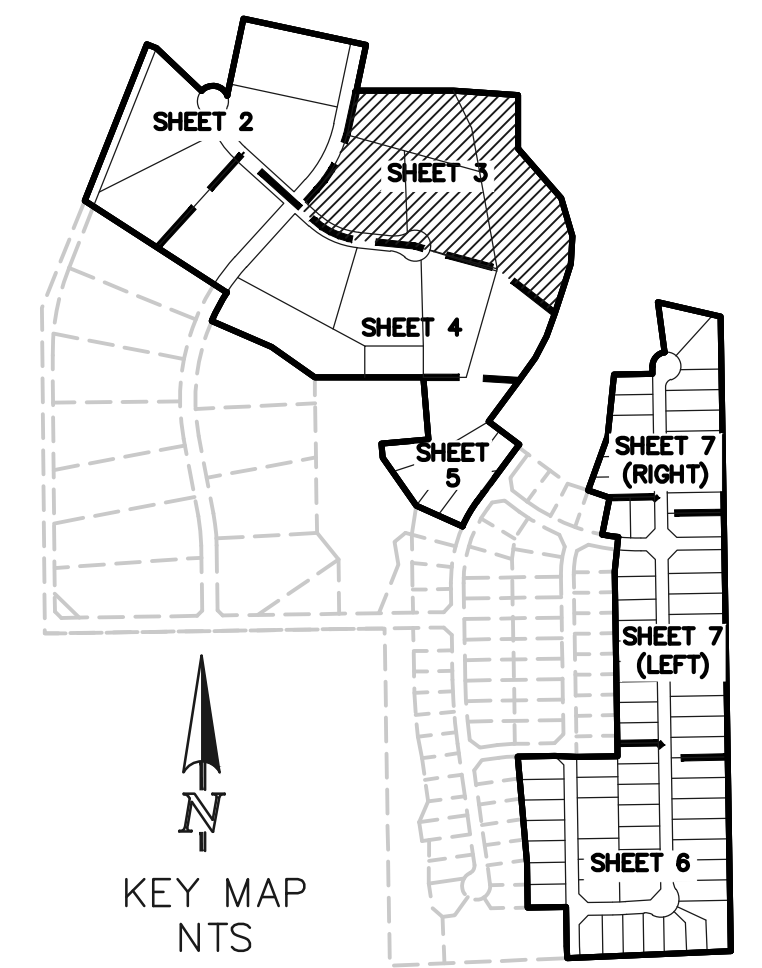 SHEET 2
SHEET 3
SHEET 4
SHEET
5
SHEET 7
(RIGHT)
SHEET 7
(LEFT)
SHEET 6
N
KEY MAP
NTS